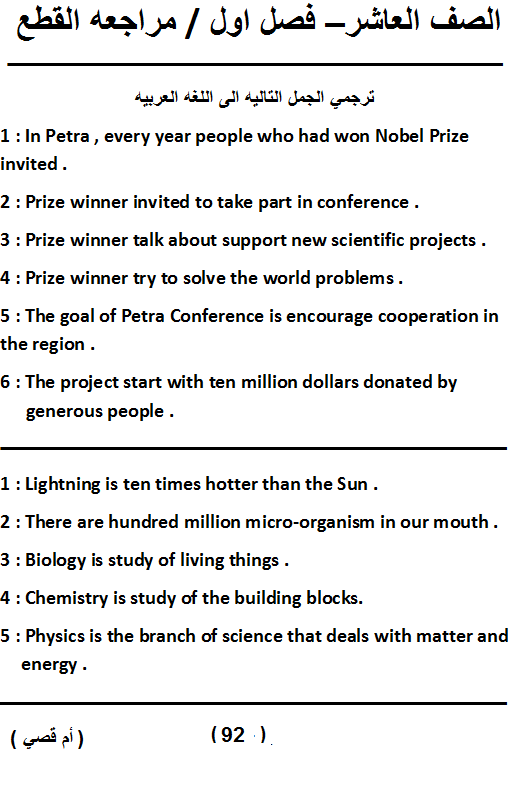 الصف العاشر– فصل اول / مراجعه القطع
ترجمي الجمل التاليه الى اللغه العربيه
1 : In Petra , every year people who had won Nobel Prize
invited .
2 : Prize winner invited to take part in conference .
3 : Prize winner talk about support new scientific projects .
4 : Prize winner try to solve the world problems .
5 : The goal of Petra Conference is encourage cooperation in
the region .
6 : The project start with ten million dollars donated by
generous people .
1 : Lightning is ten times hotter than the Sun .
2 : There are hundred million micro-organism in our mouth .
3 : Biology is study of living things .
4 : Chemistry is study of the building blocks.
5 : Physics is the branch of science that deals with matter and
energy .
( أم قصي ) ( 92 )